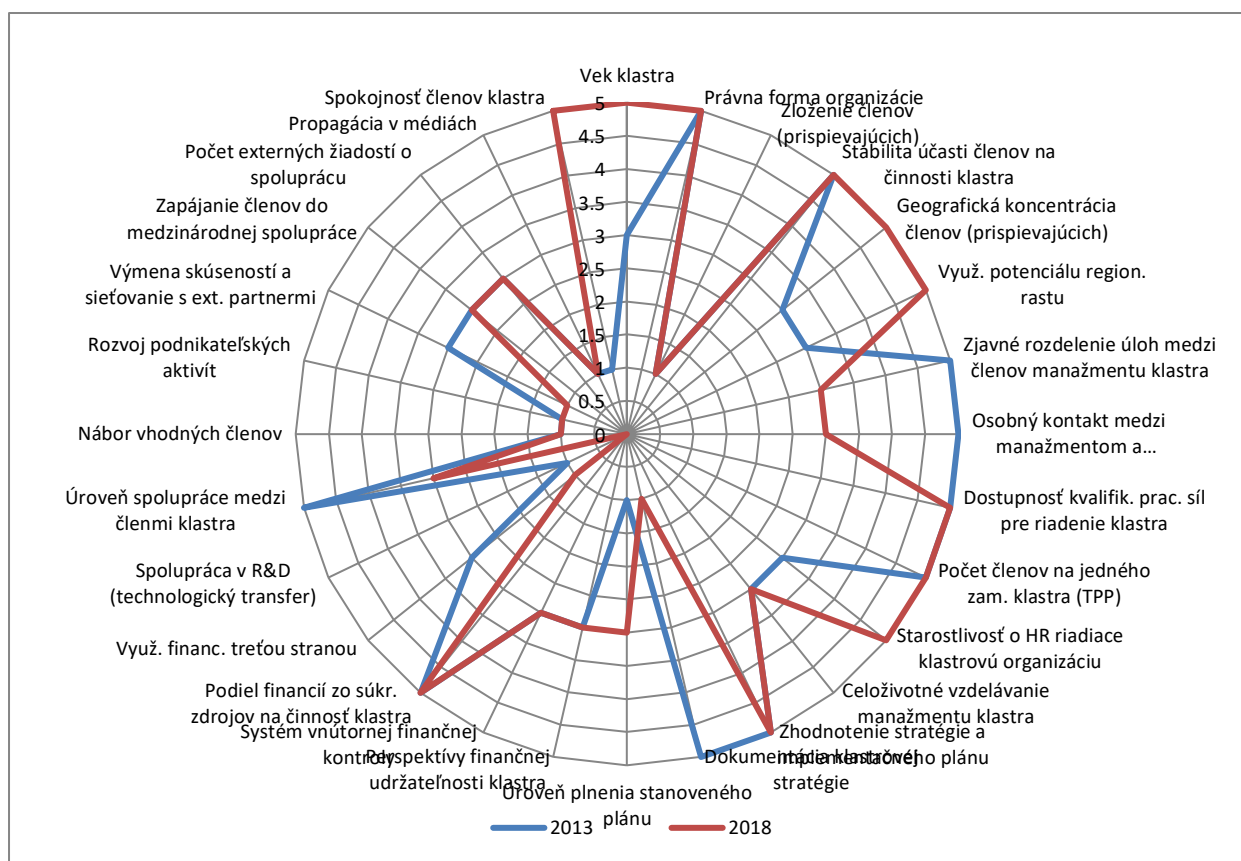 Vek klastra
Právna forma organizácie
Zloženie členov
(prispievajúcich)
Stabilita účasti členov na
činnosti klastra
Geografická koncentrácia
členov (prispievajúcich)
Využ. potenciálu region.
rastu
Zjavné rozdelenie úloh medzi
členov manažmentu klastra
Osobný kontakt medzi
manažmentom a...
Dostupnosť kvalifik. prac. síl
pre riadenie klastra
Počet členov na jedného
zam. klastra (TPP)
Starostlivosť o HR riadiace
klastrovú organizáciu
Celoživotné vzdelávanie
manažmentu klastra
Zhodnotenie stratégie a
implementačného plánu
Dokumentácia klastrovej
stratégie
Úroveň plnenia stanoveného
plánu
Perspektívy finančnej
udržateľnosti klastra
Systém vnútornej finančnej
kontroly
Podiel financií zo súkr.
zdrojov na činnosť klastra
Využ. financ. treťou stranou
Spolupráca v R&D
(technologický transfer)
Úroveň spolupráce medzi
členmi klastra
Nábor vhodných členov
Rozvoj podnikateľských
aktivít
Výmena skúseností a
sieťovanie s ext. partnermi
Zapájanie členov do
medzinárodnej spolupráce
Počet externých žiadostí o
spoluprácu
Propagácia v médiách
Spokojnosť členov klastra
5
4.5
4
3.5
3
2.5
2
1.5
1
0.5
0
2013
2018